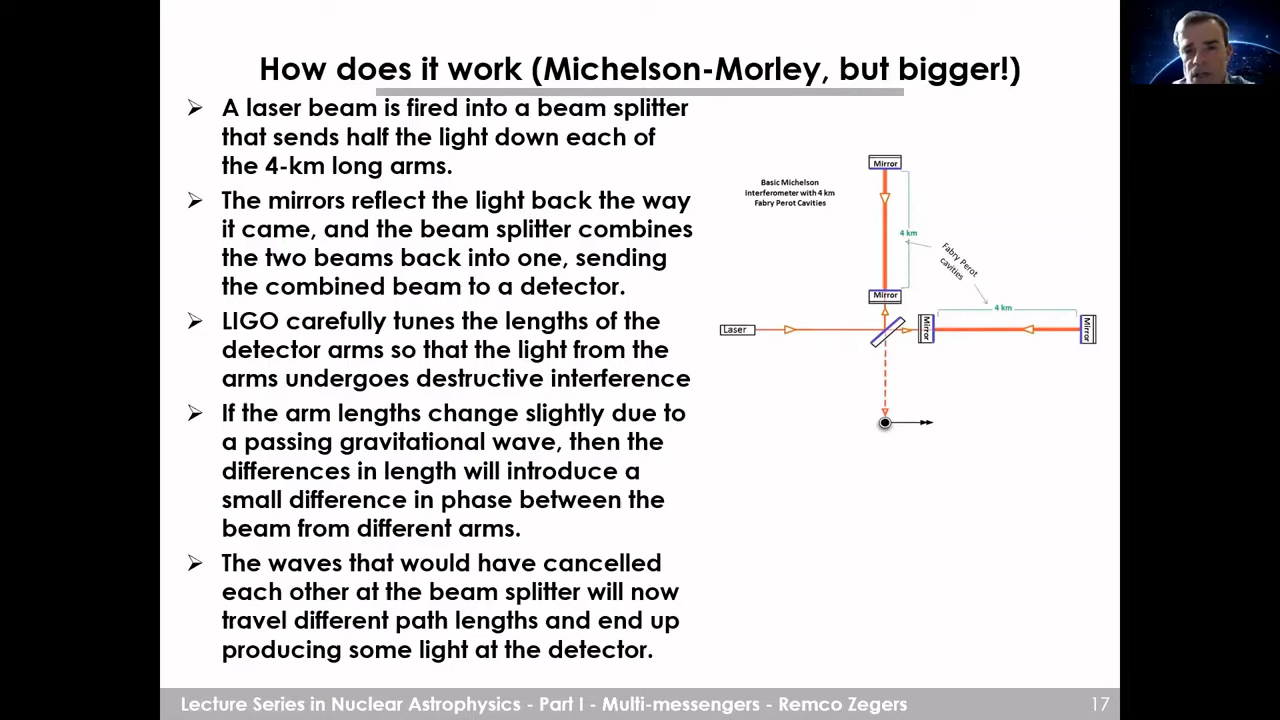 How does it work (Michelson-Morley, but bigger!)
➢ A laser beam is fired into a beam splitter
that sends half the light down each of
the 4-km long arms.
➢ The mirrors reflect the light back the way
it came, and the beam splitter combines
the two beams back into one, sending
the combined beam to a detector.
➢ LIGO carefully tunes the lengths of the
detector arms so that the light from the
arms undergoes destructive interference
➢ If the arm lengths change slightly due to
a passing gravitational wave, then the
differences in length will introduce a
small difference in phase between the
beam from different arms.
➢ The waves that would have cancelled
each other at the beam splitter will now
travel different path lengths and end up
producing some light at the detector.
Mirror
Basic Michelson
Interferometer with 4 km
Fabry Perot Cavities
4 km
Fabry Perot
cavities
Mirror
4 km
Laser
Mirror
Mirror
Lecture Series in Nuclear Astrophysics - Part I - Multi-messengers - Remco Zegers
17